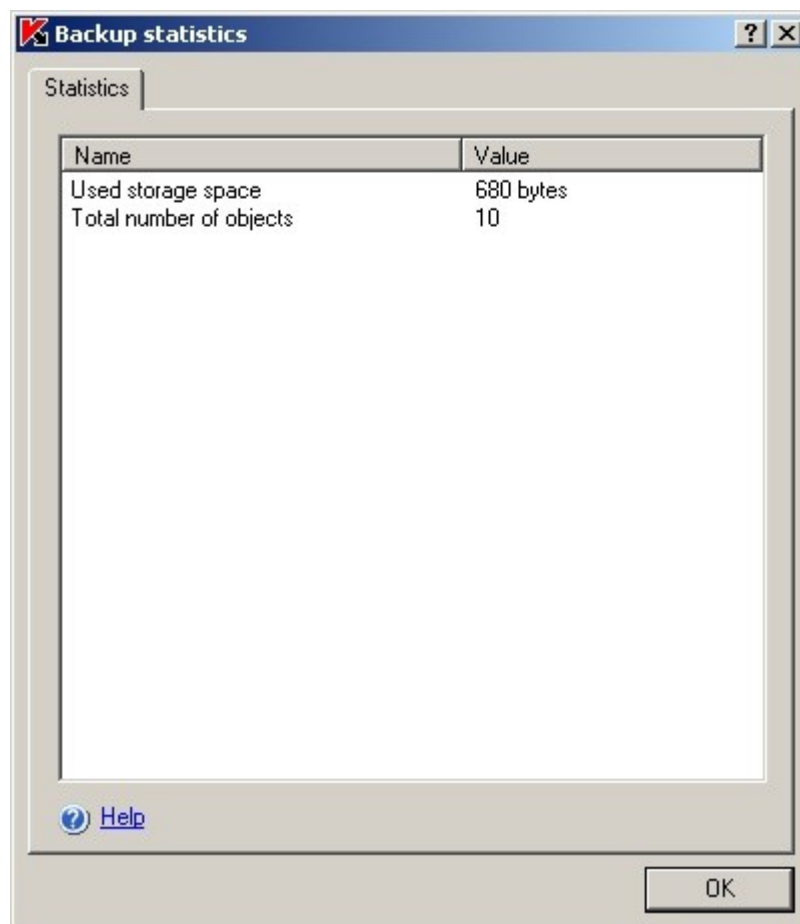 Backup statistics
Statistics
Name Value
Used storage space 680 bytes
Total number of objects 10
Help
OK